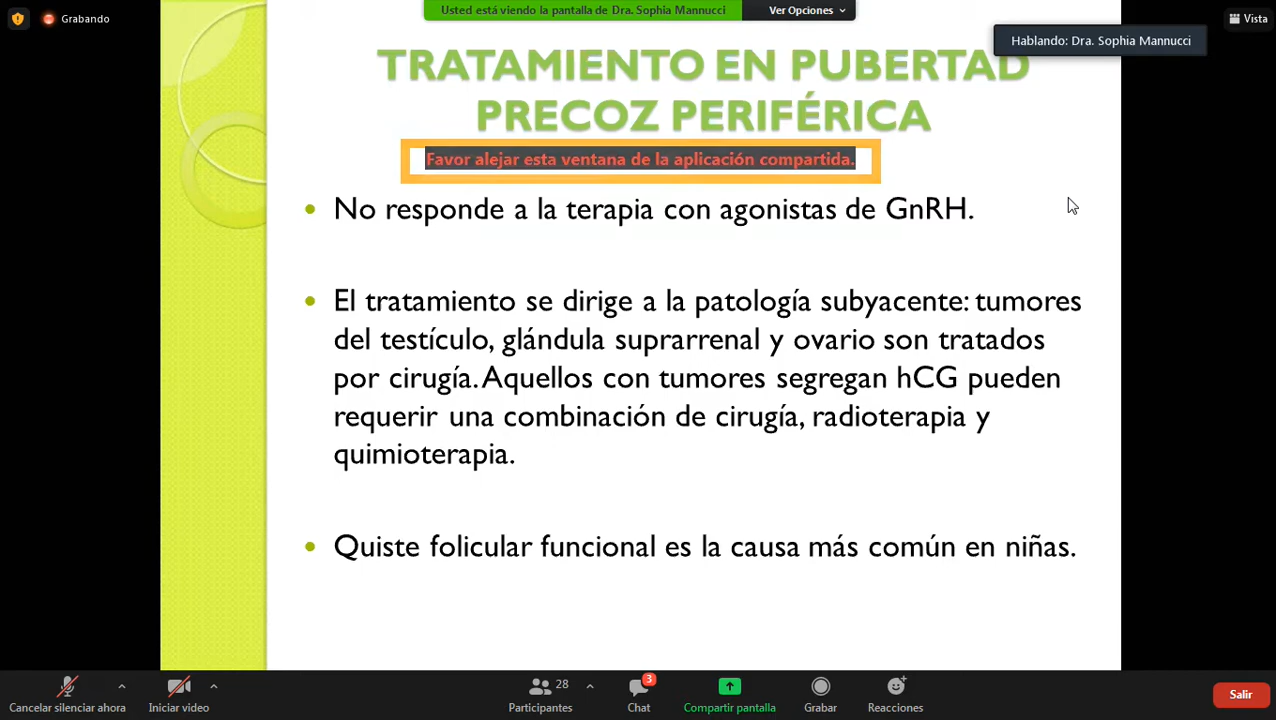 Grabando
Usted está viendo la pantalla de Dra. Sophia Mannucci
Ver Opciones
Vista
Hablando: Dra. Sophia Mannucci
TRATAMIENTO EN PUBERTAD
PRECOZ PERIFÉRICA
Favor alejar esta ventana de la aplicación compartida.
• No responde a la terapia con agonistas de GnRH.
• El tratamiento se dirige a la patología subyacente: tumores
del testículo, glándula suprarrenal y ovario son tratados
por cirugía. Aquellos con tumores segregan hCG pueden
requerir una combinación de cirugía, radioterapia y
quimioterapia.
• Quiste folicular funcional es la causa más común en niñas.
Cancelar silenciar ahora
Iniciar video
28
Participantes
3
Chat
Compartir pantalla
Grabar
Reacciones
Salir